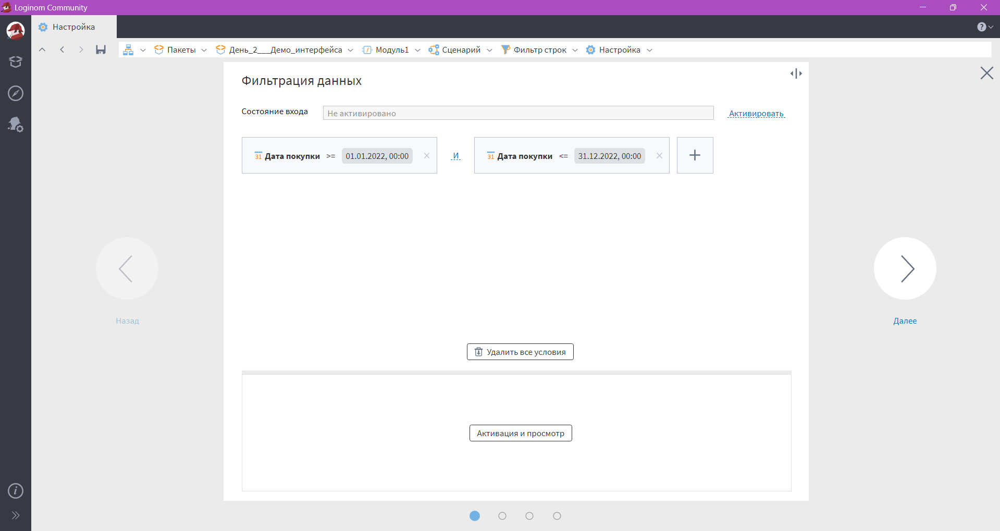 Loginom Community
Настройка
Пакеты День_2___Демо_интерфейса Модуль1 Сценарий Фильтр строк Настройка
Фильтрация данных
Состояние входа Не активировано Активировать
31 Дата покупки >= 01.01.2022, 00:00 И 31 Дата покупки <= 31.12.2022, 00:00
Назад
Далее
Удалить все условия
Активация и просмотр